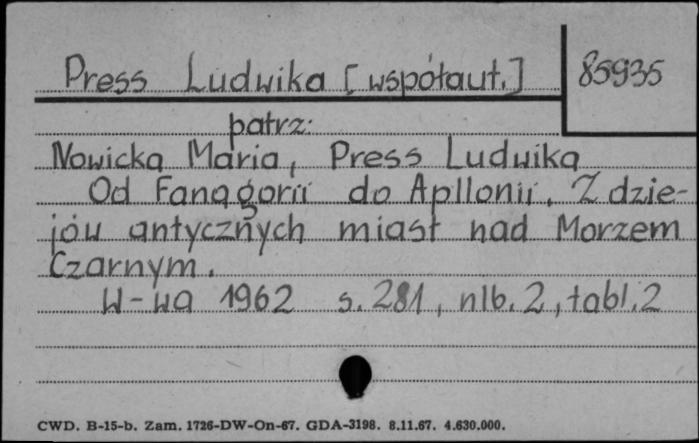 Press Ludwika [współaut.] 85935
patrz:
Nowicka Maria, Press Ludwika
Od Fanagorii do Apllonii. Z dzie-
jów antycznych miast nad Morzem
Czarnym.
W-wa 1962 s. 281, nlb. 2, tabl. 2
CWD. B-15-b. Zam. 1726-DW-On-67. GDA-3198. 8.11.67. 4.630.000.